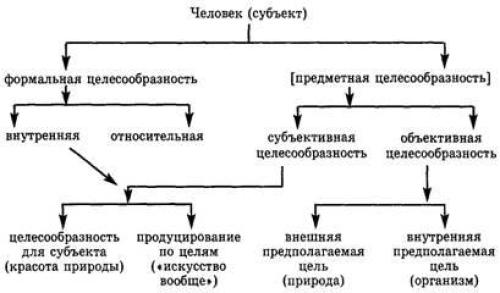 Человек (субъект)
формальная целесообразность
[предметная целесообразность]
внутренняя
относительная
субъективная
целесообразность
объективная
целесообразность
целесообразность
для субъекта
(красота природы)
продуцирование
по целям
(«искусство
вообще»)
внешняя
предполагаемая
цель
(природа)
внутренняя
предполагаемая
цель
(организм)